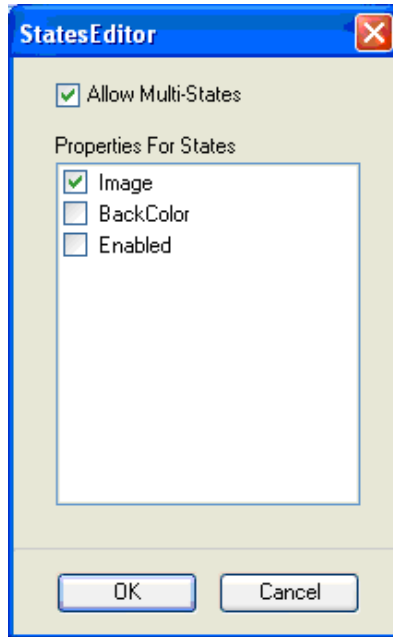 StatesEditor
Allow Multi-States
Properties For States
Image
BackColor
Enabled
OK Cancel